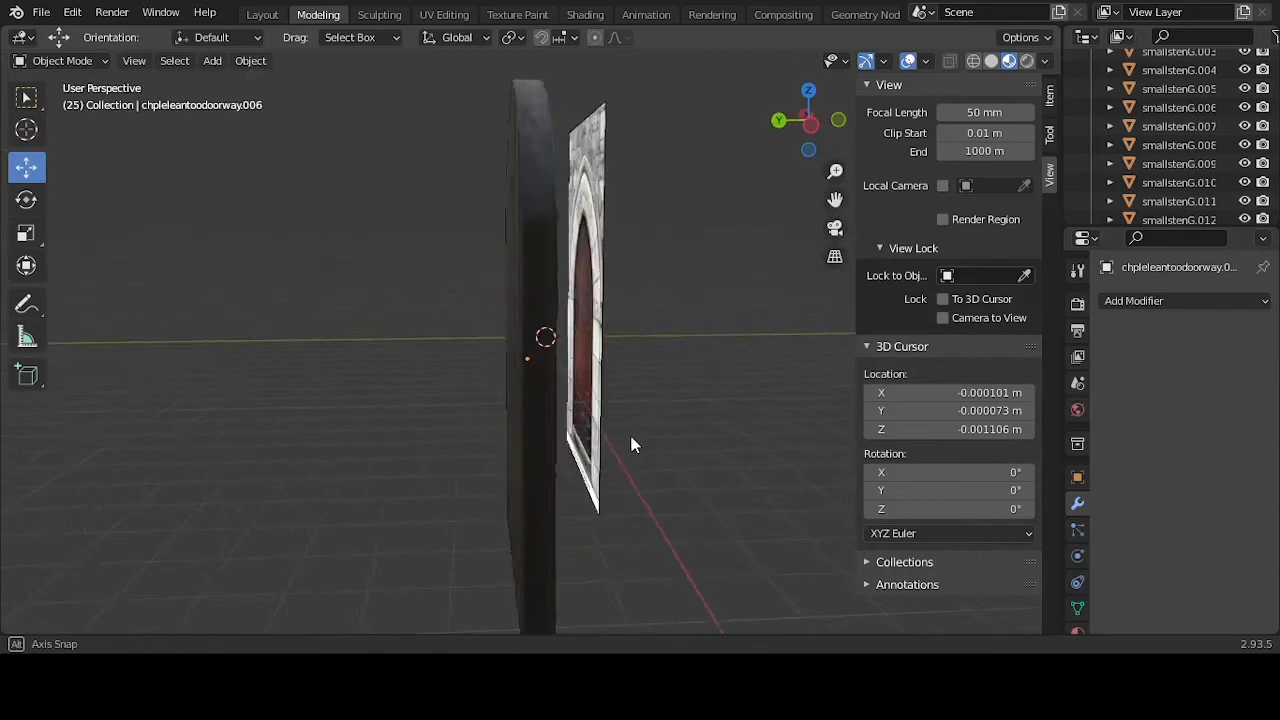 File Edit Render Window Help Layout Modeling Sculpting UV Editing Texture Paint Shading Animation Rendering Compositing Geometry Nod Scene View Layer
Orientation: Default Drag: Select Box Global Options
Object Mode View Select Add Object
User Perspective
(25) Collection | chpleleantoodoorway.006
Z
Y
View
Focal Length 50 mm
Clip Start 0.01 m
End 1000 m
Local Camera
Render Region
View Lock
Lock to Obj...
Lock To 3D Cursor
Camera to View
3D Cursor
Location:
X -0.000101 m
Y -0.000073 m
Z -0.001106 m
Rotation:
X 0°
Y 0°
Z 0°
XYZ Euler
Collections
Annotations
Item
Tool
View
smallstenG.003
smallstenG.004
smallstenG.005
smallstenG.006
smallstenG.007
smallstenG.008
smallstenG.009
smallstenG.010
smallstenG.011
smallstenG.012
chpleleantoodoorway.0...
Add Modifier
Alt Axis Snap 2.93.5